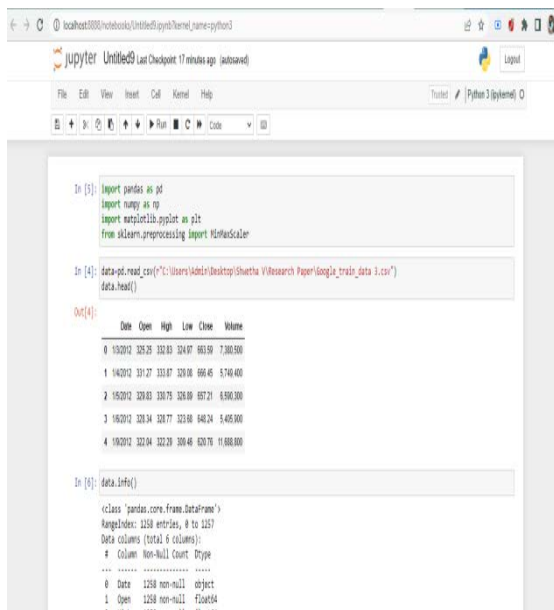 localhost:8888/notebooks/Untitled9.ipynb?kernel_name=python3
jupyter Untitled9 Last Checkpoint: 17 minutes ago (autosaved)
Logout
File Edit View Insert Cell Kernel Help
Trusted Python 3 (ipykernel)
Run Code
In [5]: import pandas as pd
import numpy as np
import matplotlib.pyplot as plt
from sklearn.preprocessing import MinMaxScaler
In [4]: data=pd.read_csv(r"C:\Users\Admin\Desktop\Shwetha V\Research Paper\Google_train_data 3.csv")
data.head()
Out[4]:
Date Open High Low Close Volume
0 1/3/2012 325.25 332.83 324.97 663.59 7,380,500
1 1/4/2012 331.27 333.87 329.08 666.45 5,749,400
2 1/5/2012 329.83 330.75 326.89 657.21 6,590,300
3 1/6/2012 328.34 328.77 323.68 648.24 5,405,900
4 1/9/2012 322.04 322.29 309.46 620.76 11,688,800
In [6]: data.info()
<class 'pandas.core.frame.DataFrame'>
RangeIndex: 1258 entries, 0 to 1257
Data columns (total 6 columns):
# Column Non-Null Count Dtype
--- ------ -------------- -----
0 Date 1258 non-null object
1 Open 1258 non-null float64